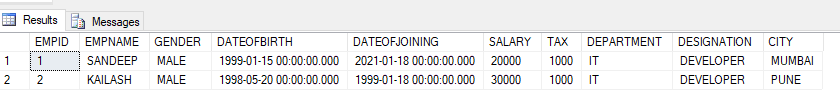 Results Messages
EMPID EMPNAME GENDER DATEOFBIRTH DATEOFJOINING SALARY TAX DEPARTMENT DESIGNATION CITY
1 1 SANDEEP MALE 1999-01-15 00:00:00.000 2021-01-18 00:00:00.000 20000 1000 IT DEVELOPER MUMBAI
2 2 KAILASH MALE 1998-05-20 00:00:00.000 1999-01-18 00:00:00.000 30000 1000 IT DEVELOPER PUNE